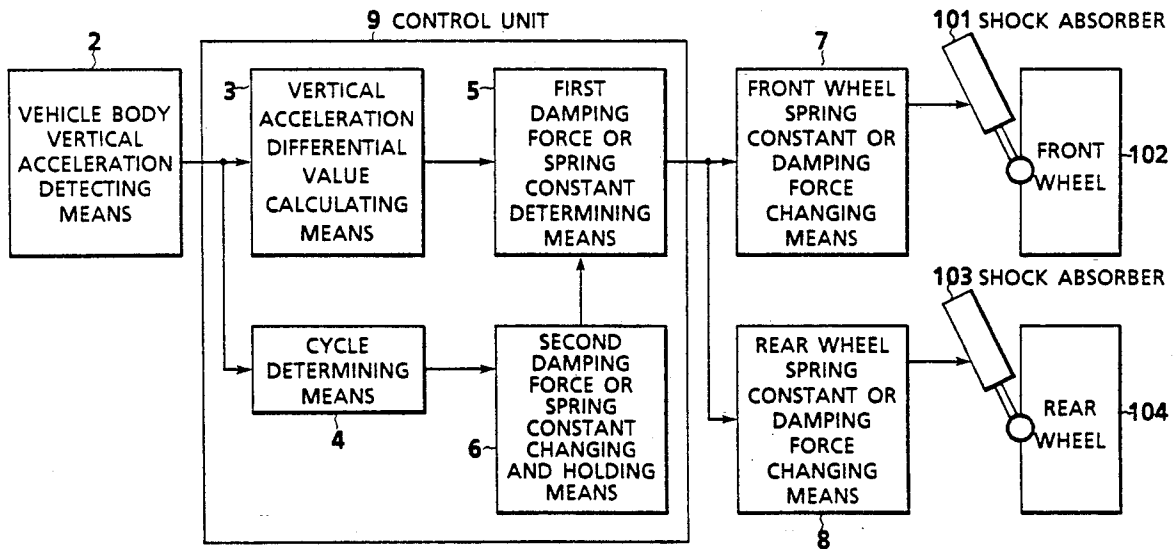 9 CONTROL UNIT
2
VEHICLE BODY
VERTICAL
ACCELERATION
DETECTING
MEANS
3
VERTICAL
ACCELERATION
DIFFERENTIAL
VALUE
CALCULATING
MEANS
5
FIRST
DAMPING
FORCE OR
SPRING
CONSTANT
DETERMINING
MEANS
7
FRONT WHEEL
SPRING
CONSTANT OR
DAMPING
FORCE
CHANGING
MEANS
101 SHOCK ABSORBER
FRONT
WHEEL
102
CYCLE
DETERMINING
MEANS
4
SECOND
DAMPING
FORCE OR
SPRING
CONSTANT
CHANGING
AND HOLDING
MEANS
6
REAR WHEEL
SPRING
CONSTANT OR
DAMPING
FORCE
CHANGING
MEANS
8
103 SHOCK ABSORBER
REAR
WHEEL
104